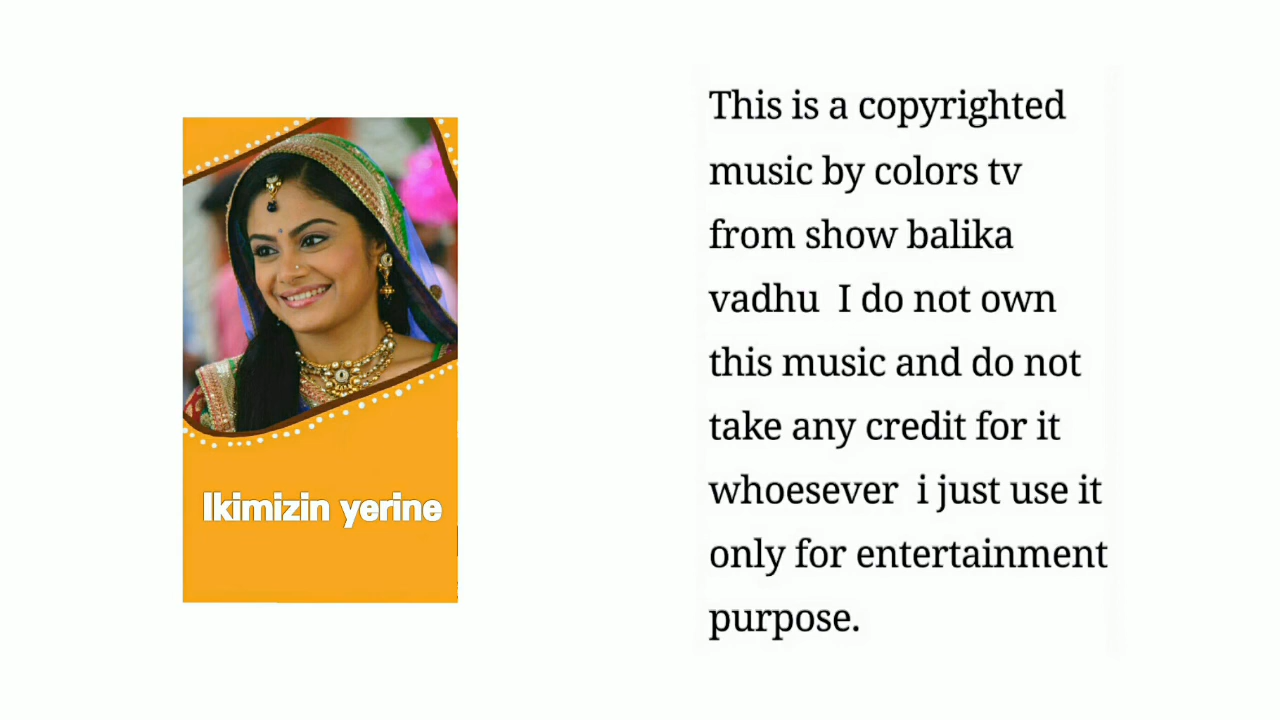 Ikimizin yerine
This is a copyrighted
music by colors tv
from show balika
vadhu I do not own
this music and do not
take any credit for it
whoesever i just use it
only for entertainment
purpose.